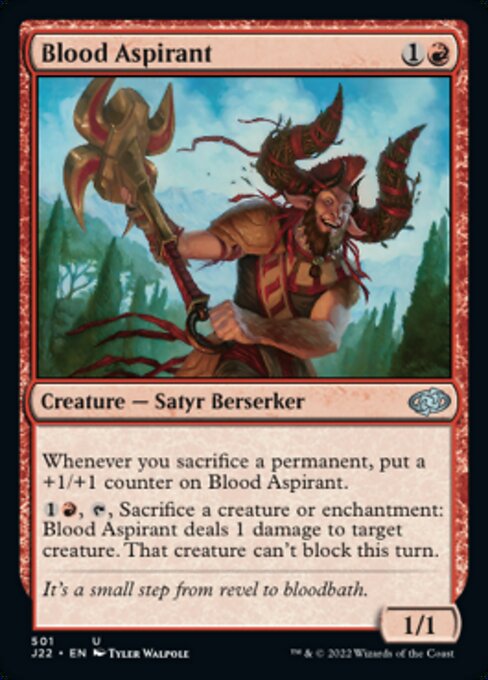 Blood Aspirant 1
Creature — Satyr Berserker
Whenever you sacrifice a permanent, put a
+1/+1 counter on Blood Aspirant.
1, , Sacrifice a creature or enchantment:
Blood Aspirant deals 1 damage to target
creature. That creature can't block this turn.
It's a small step from revel to bloodbath.
1/1
501 U
J22 • EN Tyler Walpole
™ & © 2022 Wizards of the Coast